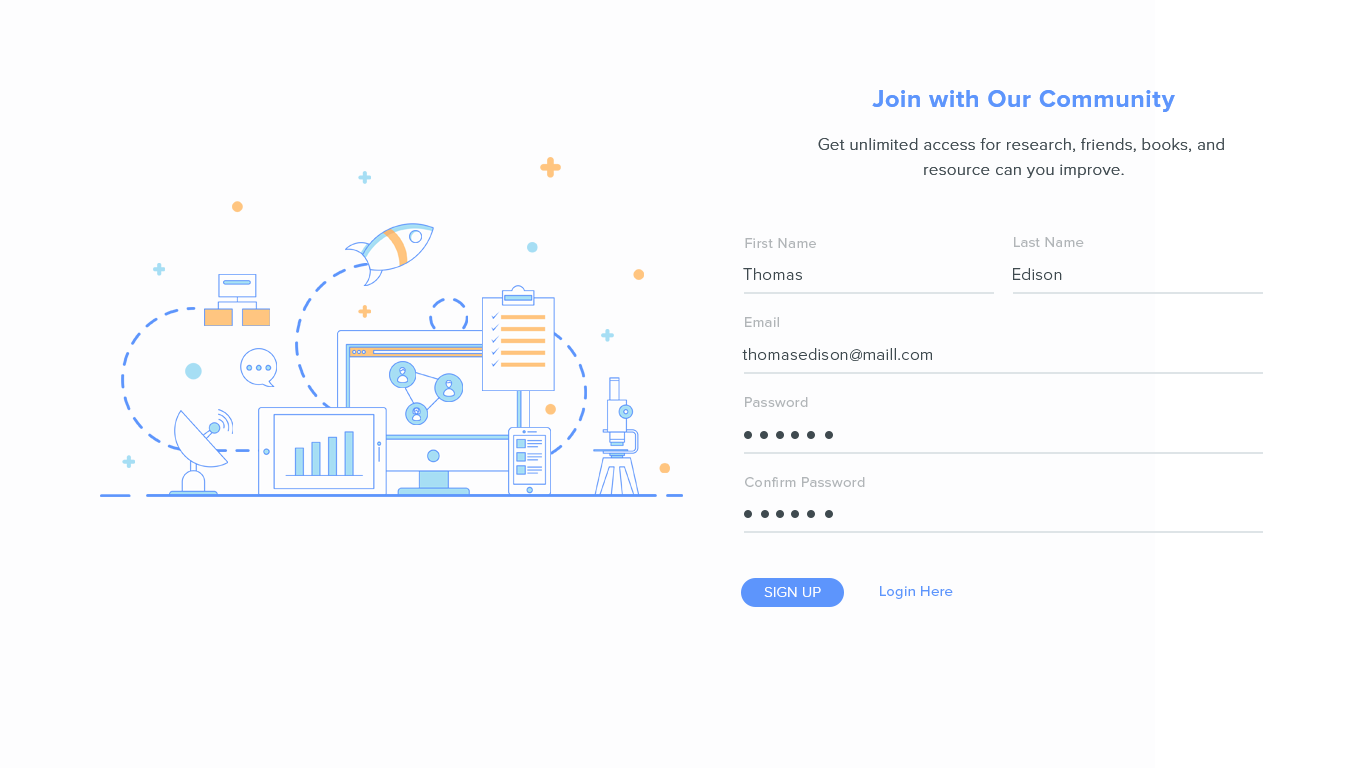 Join with Our Community
Get unlimited access for research, friends, books, and
resource can you improve.
First Name
Last Name
Thomas
Edison
Email
thomasedison@maill.com
Password
Confirm Password
SIGN UP
Login Here